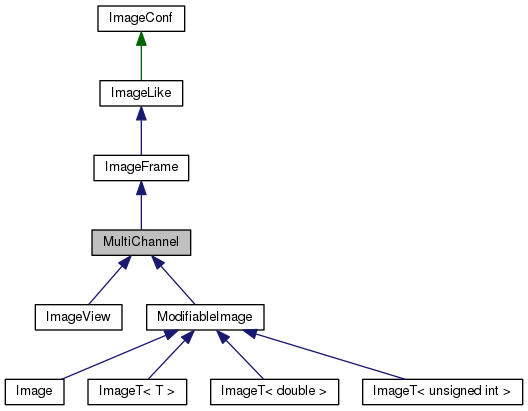 ImageConf
ImageLike
ImageFrame
MultiChannel
ImageView
ModifiableImage
Image
ImageT< T >
ImageT< double >
ImageT< unsigned int >